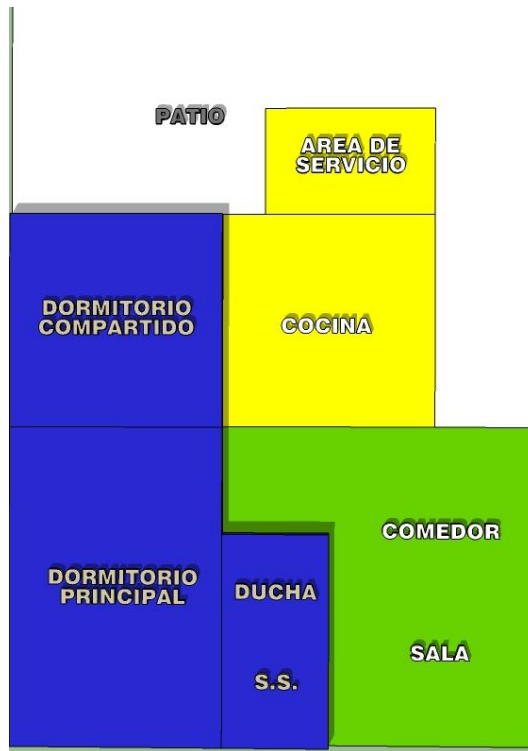 PATIO
AREA DE
SERVICIO
DORMITORIO
COMPARTIDO
COCINA
COMEDOR
DORMITORIO
PRINCIPAL
DUCHA
SALA
S.S.